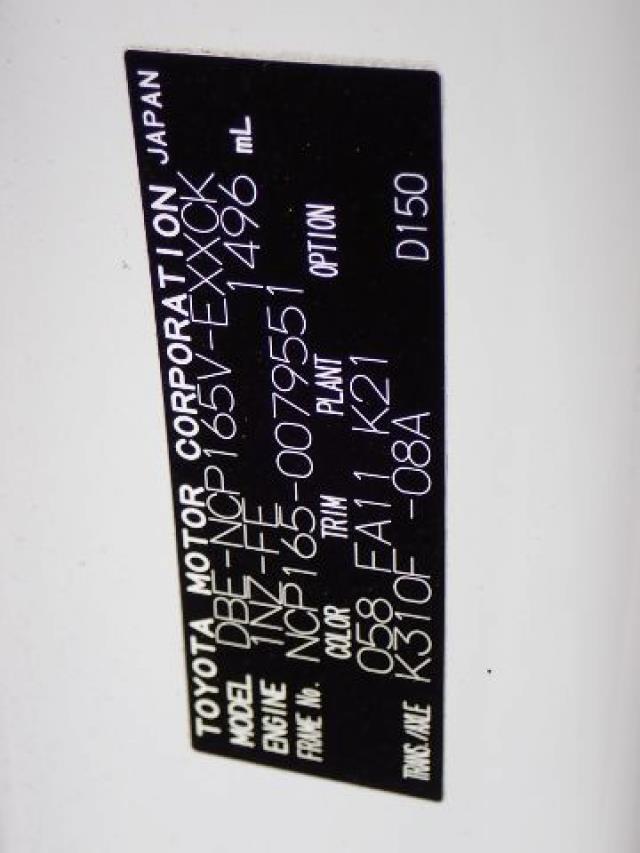 TOYOTA MOTOR CORPORATION JAPAN
MODEL DBE-NCP165V-EXXCK
ENGINE 1NZ-FE 1496 mL
FRAME No. NCP165-0079551
COLOR TRIM PLANT OPTION
058 FA11 K21
TRANS./AXLE K310F -08A D150